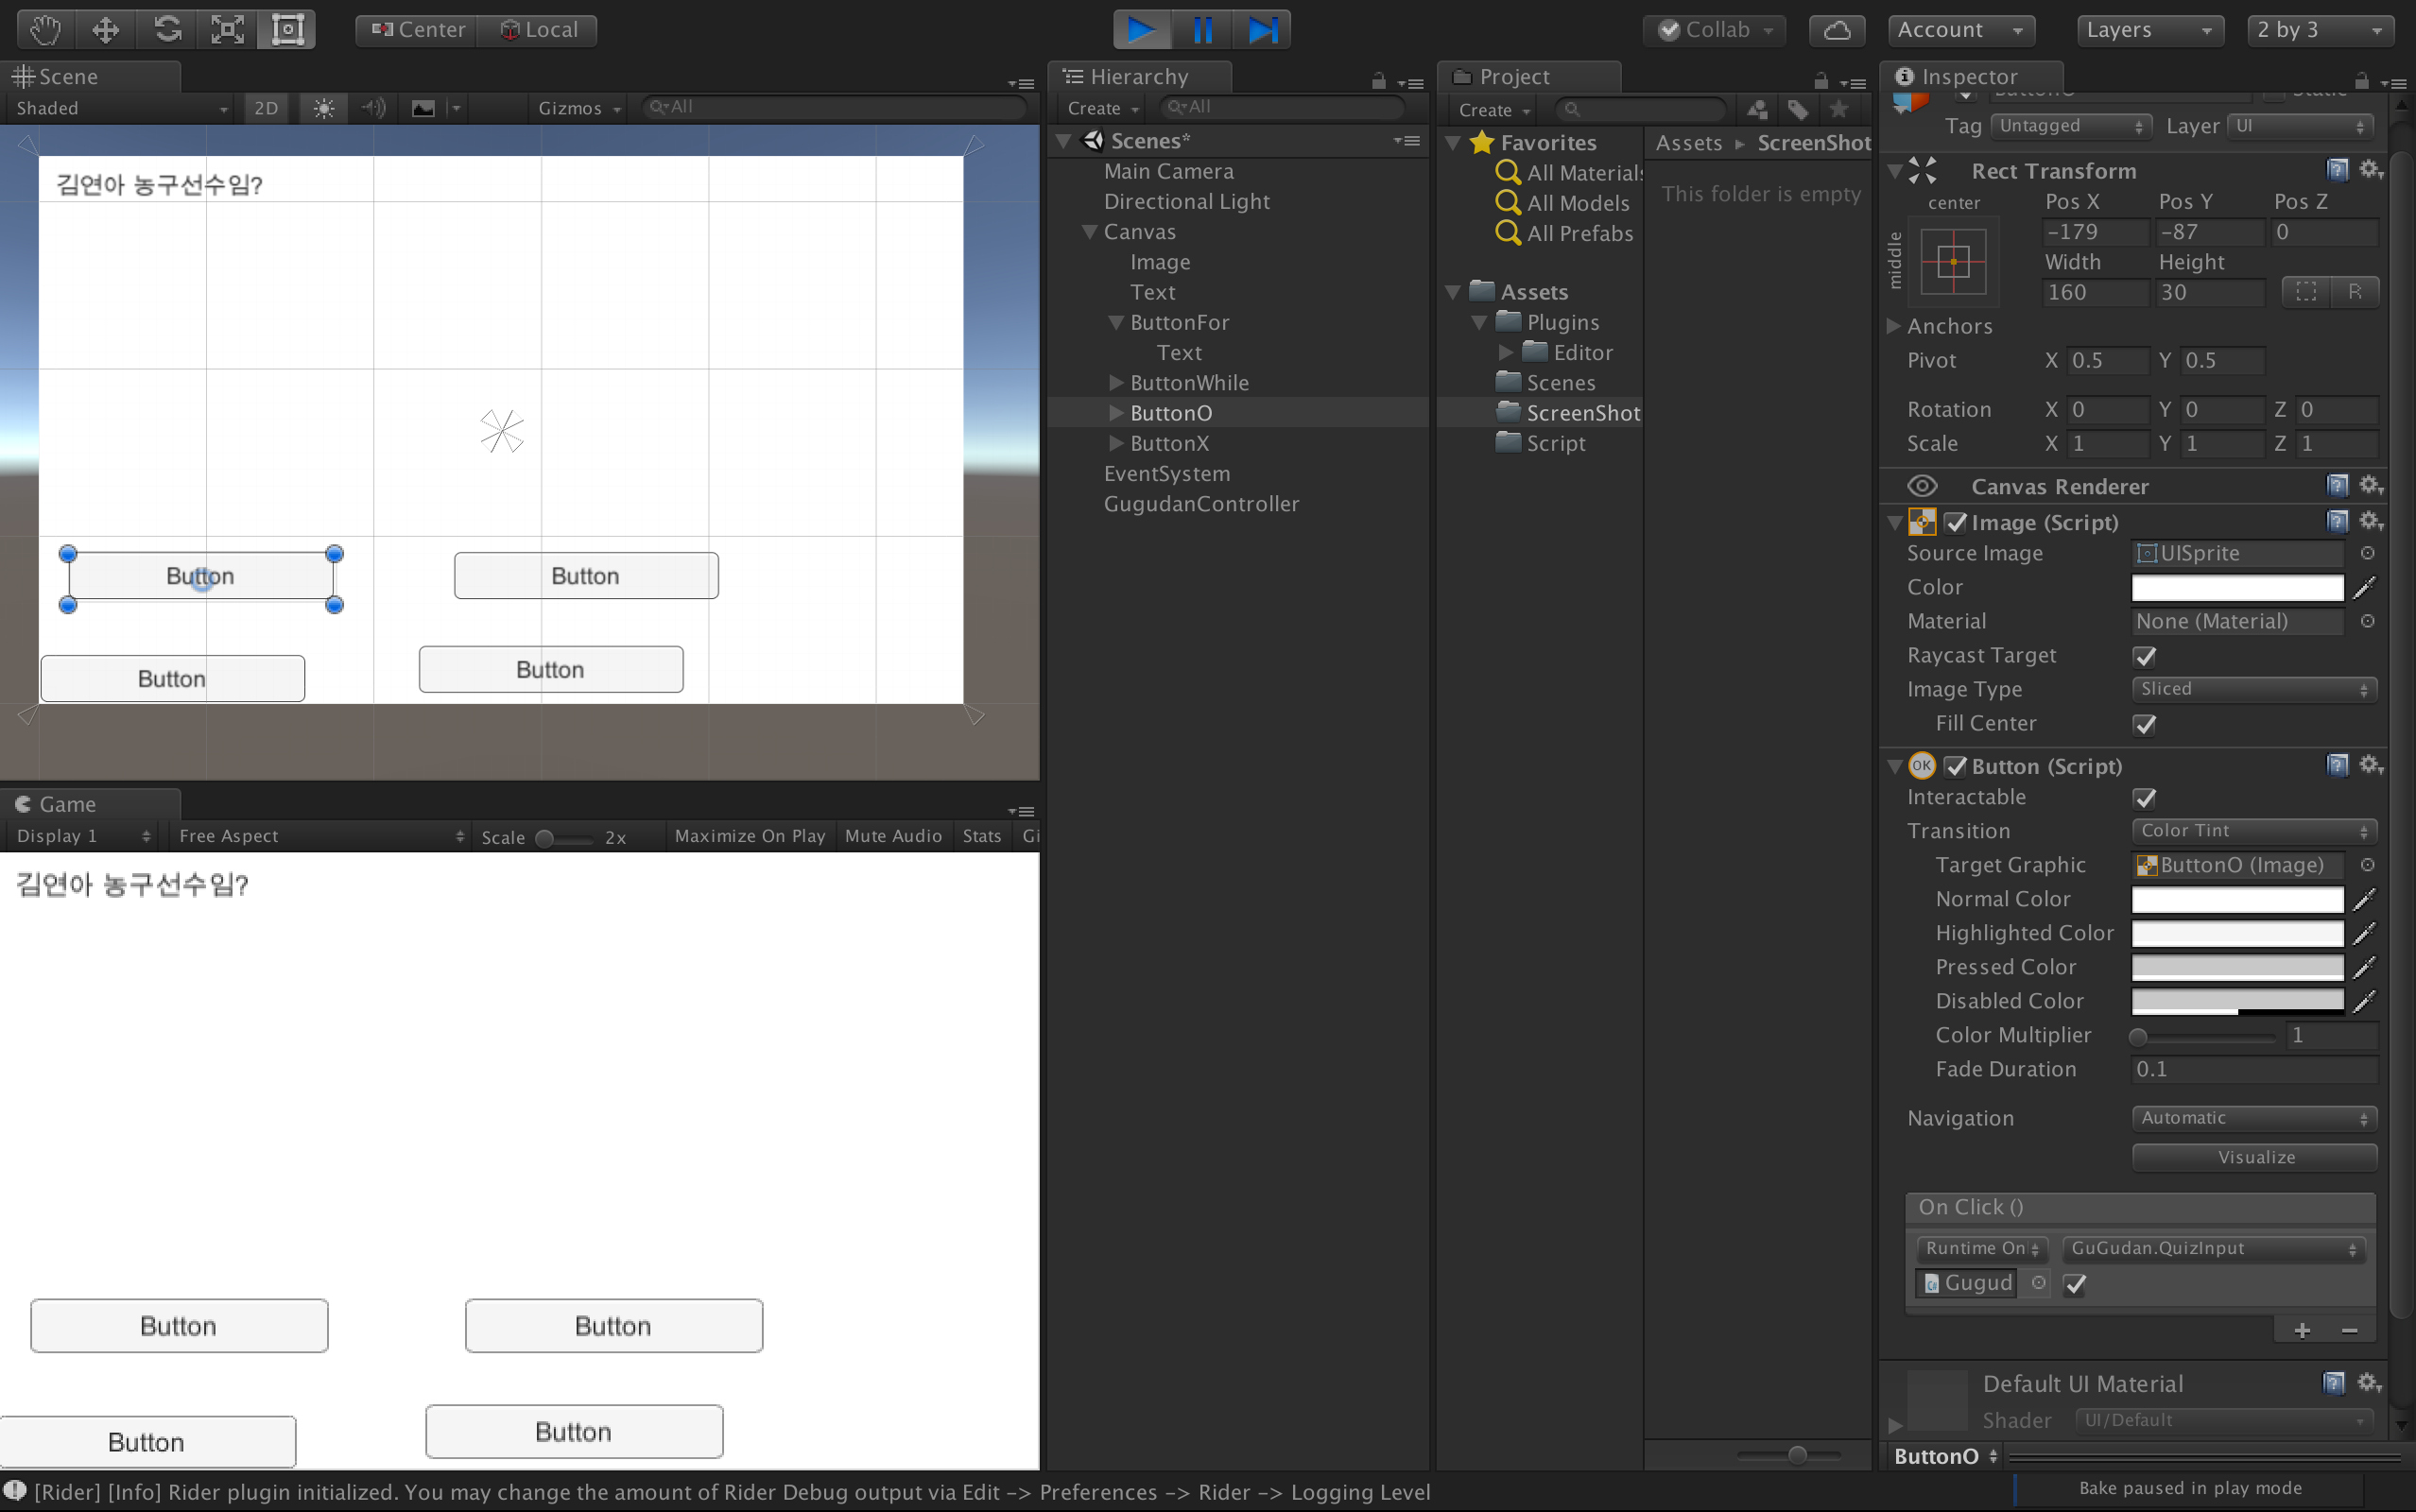 Center Local
Collab Account Layers 2 by 3
Scene
Shaded 2D Gizmos All
김연아 농구선수임?
Button Button
Button Button
Game
Display 1 Free Aspect Scale 2x Maximize On Play Mute Audio Stats Gi
김연아 농구선수임?
Button Button
Button Button
Hierarchy
Create All
Scenes*
Main Camera
Directional Light
Canvas
Image
Text
ButtonFor
Text
ButtonWhile
ButtonO
ButtonX
EventSystem
GugudanController
Project
Create
Favorites
All Materials
All Models
All Prefabs
Assets
Plugins
Editor
Scenes
ScreenShot
Script
Assets ScreenShot
This folder is empty
Inspector
Tag Untagged Layer UI
Rect Transform
center Pos X Pos Y Pos Z
middle -179 -87 0
Width Height
160 30 R
Anchors
Pivot X 0.5 Y 0.5
Rotation X 0 Y 0 Z 0
Scale X 1 Y 1 Z 1
Canvas Renderer
Image (Script)
Source Image UISprite
Color
Material None (Material)
Raycast Target
Image Type Sliced
Fill Center
OK Button (Script)
Interactable
Transition Color Tint
Target Graphic ButtonO (Image)
Normal Color
Highlighted Color
Pressed Color
Disabled Color
Color Multiplier 1
Fade Duration 0.1
Navigation Automatic
Visualize
On Click ()
Runtime On GuGudan.QuizInput
Gugud
Default UI Material
Shader UI/Default
ButtonO
[Rider] [Info] Rider plugin initialized. You may change the amount of Rider Debug output via Edit -> Preferences -> Rider -> Logging Level
Bake paused in play mode